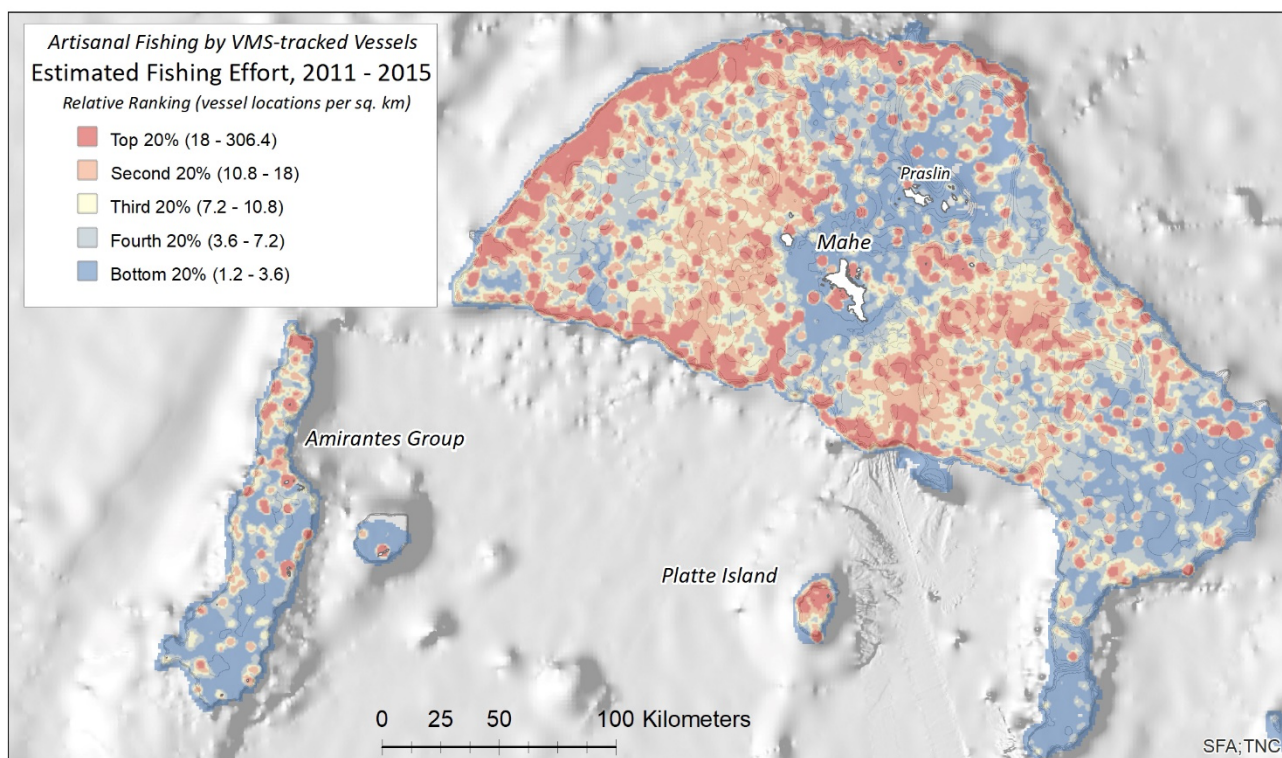 Artisanal Fishing by VMS-tracked Vessels
Estimated Fishing Effort, 2011 - 2015
Relative Ranking (vessel locations per sq. km)
Top 20% (18 - 306.4)
Second 20% (10.8 - 18)
Third 20% (7.2 - 10.8)
Fourth 20% (3.6 - 7.2)
Bottom 20% (1.2 - 3.6)
Praslin
Mahe
Amirantes Group
Platte Island
0 25 50 100 Kilometers
SFA;TNC